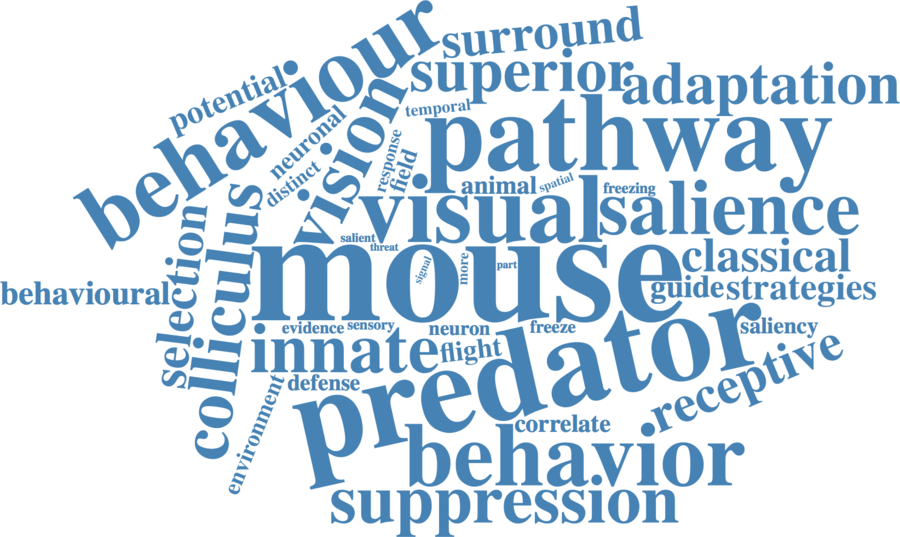 behaviour
surround
superior
potential
adaptation
vision
temporal
neuronal
pathway
response
field
distinct
animal
spatial
freezing
visual
salience
colliculus
selection
salient
threat
mouse
classical
signal
more
part
behavioural
guide
strategies
evidence
sensory
neuron
freeze
saliency
innate
flight
predator
receptive
defense
environment
correlate
behavior
suppression